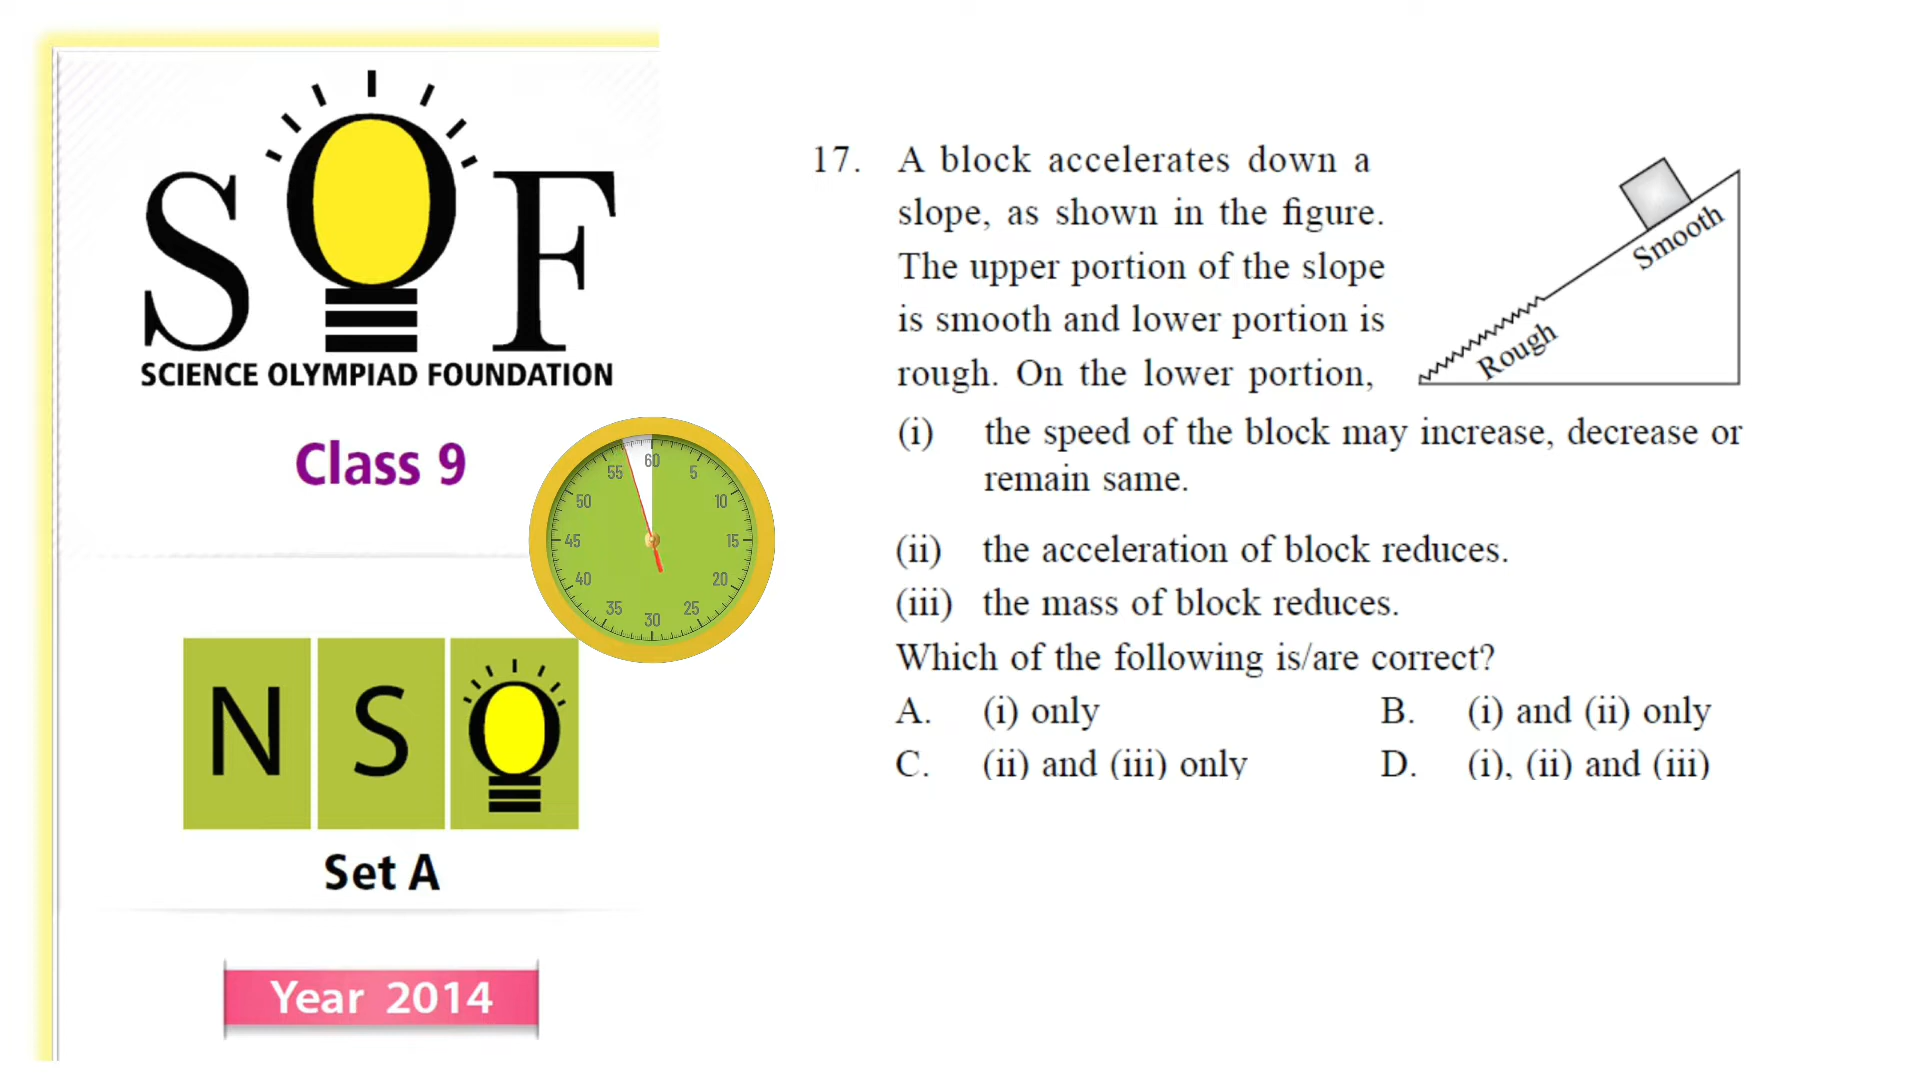 S F
SCIENCE OLYMPIAD FOUNDATION
Class 9
60
5
10
15
20
25
30
35
40
45
50
55
N S
Set A
Year 2014
17. A block accelerates down a
slope, as shown in the figure.
The upper portion of the slope
is smooth and lower portion is
rough. On the lower portion,
Smooth
Rough
(i) the speed of the block may increase, decrease or
remain same.
(ii) the acceleration of block reduces.
(iii) the mass of block reduces.
Which of the following is/are correct?
A. (i) only B. (i) and (ii) only
C. (ii) and (iii) only D. (i), (ii) and (iii)